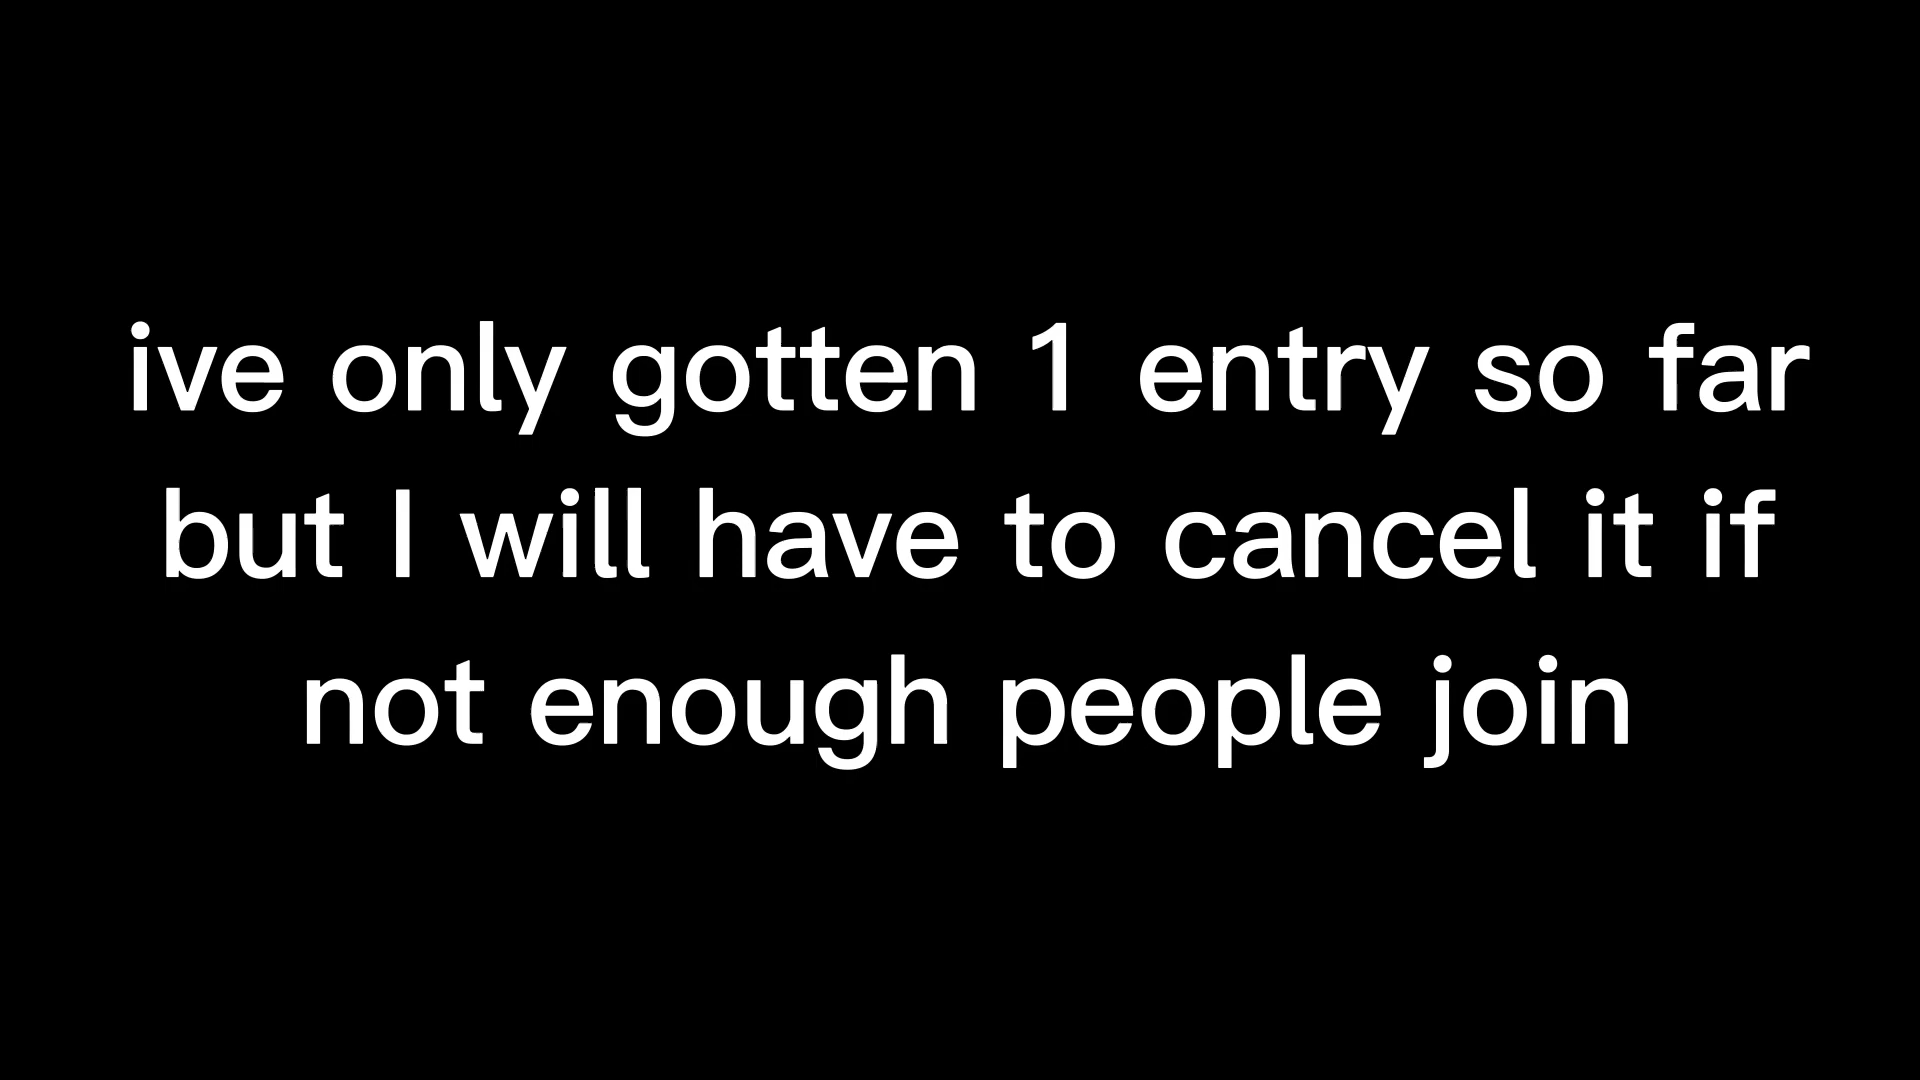 ive only gotten 1 entry so far
but I will have to cancel it if
not enough people join